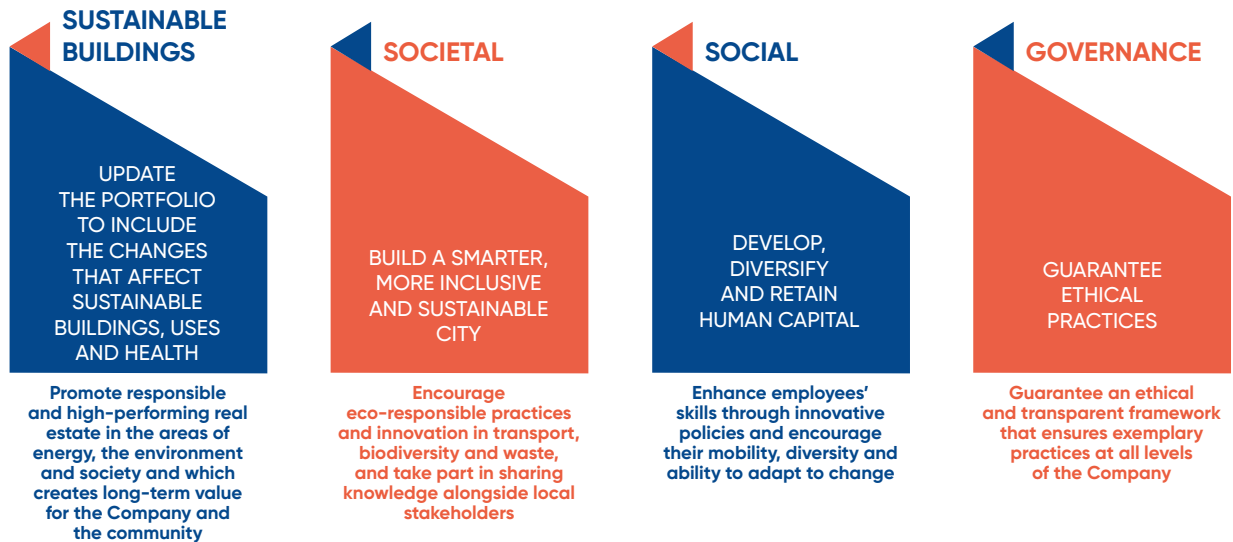 SUSTAINABLE
BUILDINGS
UPDATE
THE PORTFOLIO
TO INCLUDE
THE CHANGES
THAT AFFECT
SUSTAINABLE
BUILDINGS, USES
AND HEALTH
Promote responsible
and high-performing real
estate in the areas of
energy, the environment
and society and which
creates long-term value
for the Company and
the community
SOCIETAL
BUILD A SMARTER,
MORE INCLUSIVE
AND SUSTAINABLE
CITY
Encourage
eco-responsible practices
and innovation in transport,
biodiversity and waste,
and take part in sharing
knowledge alongside local
stakeholders
SOCIAL
DEVELOP,
DIVERSIFY
AND RETAIN
HUMAN CAPITAL
Enhance employees’
skills through innovative
policies and encourage
their mobility, diversity and
ability to adapt to change
GOVERNANCE
GUARANTEE
ETHICAL
PRACTICES
Guarantee an ethical
and transparent framework
that ensures exemplary
practices at all levels
of the Company